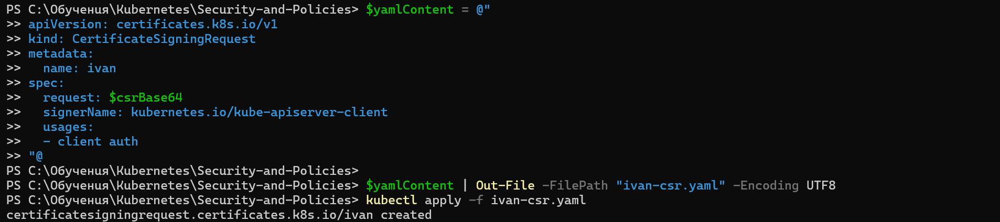 PS C:\Обучения\Kubernetes\Security-and-Policies> $yamlContent = @"
>> apiVersion: certificates.k8s.io/v1
>> kind: CertificateSigningRequest
>> metadata:
>>   name: ivan
>> spec:
>>   request: $csrBase64
>>   signerName: kubernetes.io/kube-apiserver-client
>>   usages:
>>   - client auth
>> "@
PS C:\Обучения\Kubernetes\Security-and-Policies>
PS C:\Обучения\Kubernetes\Security-and-Policies> $yamlContent | Out-File -FilePath "ivan-csr.yaml" -Encoding UTF8
PS C:\Обучения\Kubernetes\Security-and-Policies> kubectl apply -f ivan-csr.yaml
certificatesigningrequest.certificates.k8s.io/ivan created